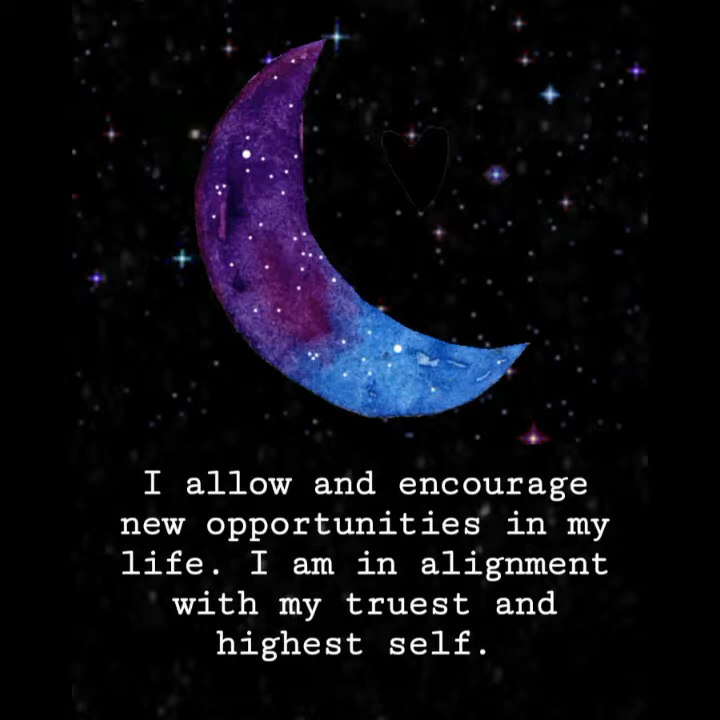 I allow and encourage
new opportunities in my
life. I am in alignment
with my truest and
highest self.